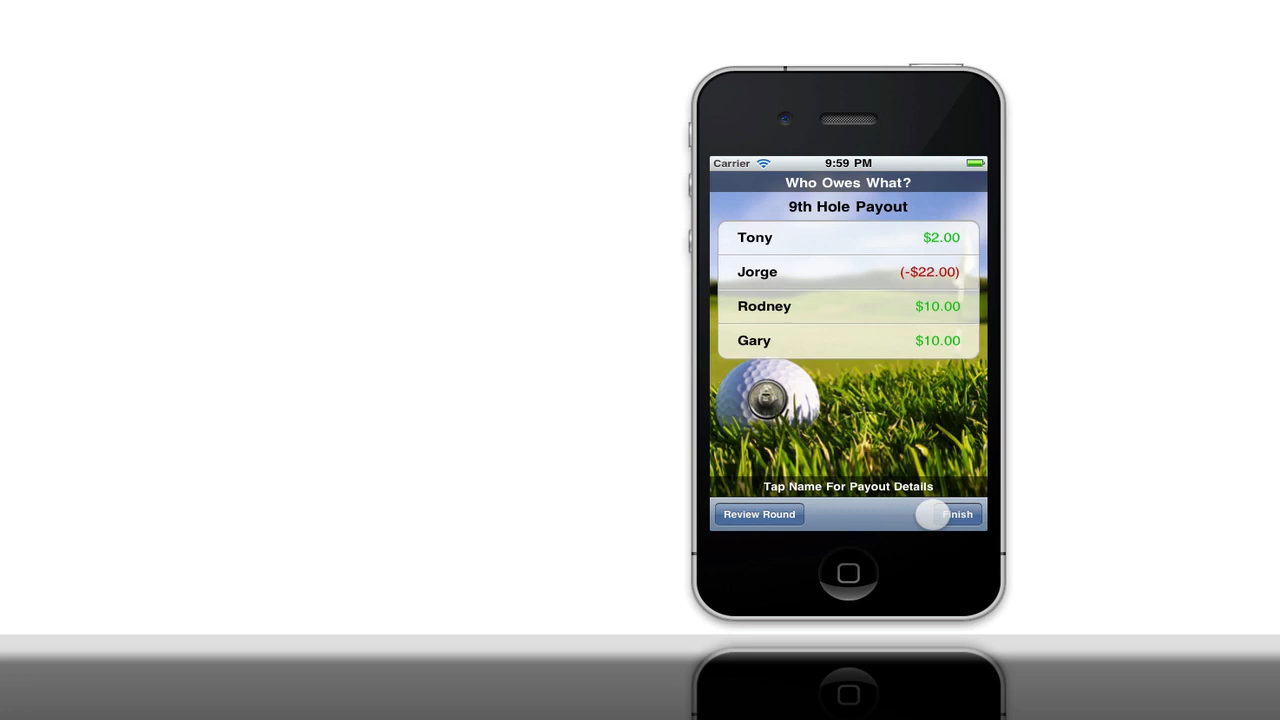 Carrier 9:59 PM
Who Owes What?
9th Hole Payout
Tony $2.00
Jorge (-$22.00)
Rodney $10.00
Gary $10.00
Tap Name For Payout Details
Review Round Finish